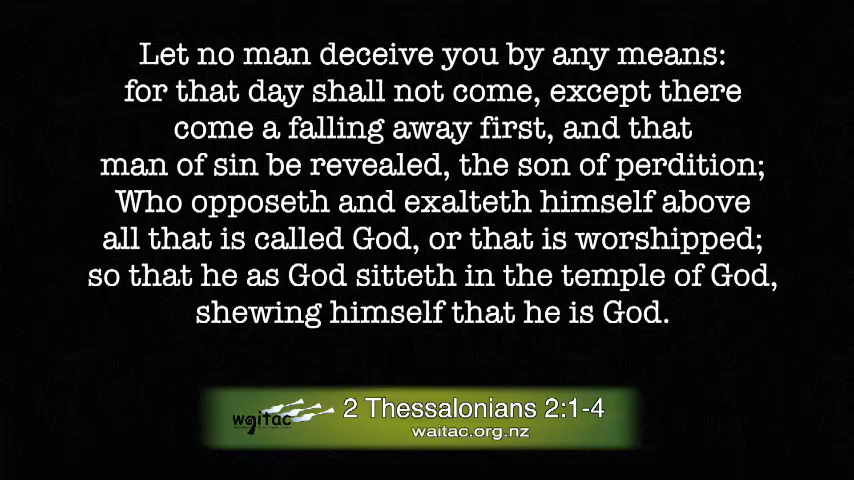 Let no man deceive you by any means:
for that day shall not come, except there
come a falling away first, and that
man of sin be revealed, the son of perdition;
Who opposeth and exalteth himself above
all that is called God, or that is worshipped;
so that he as God sitteth in the temple of God,
shewing himself that he is God.
waitac 2 Thessalonians 2:1-4
waitac.org.nz